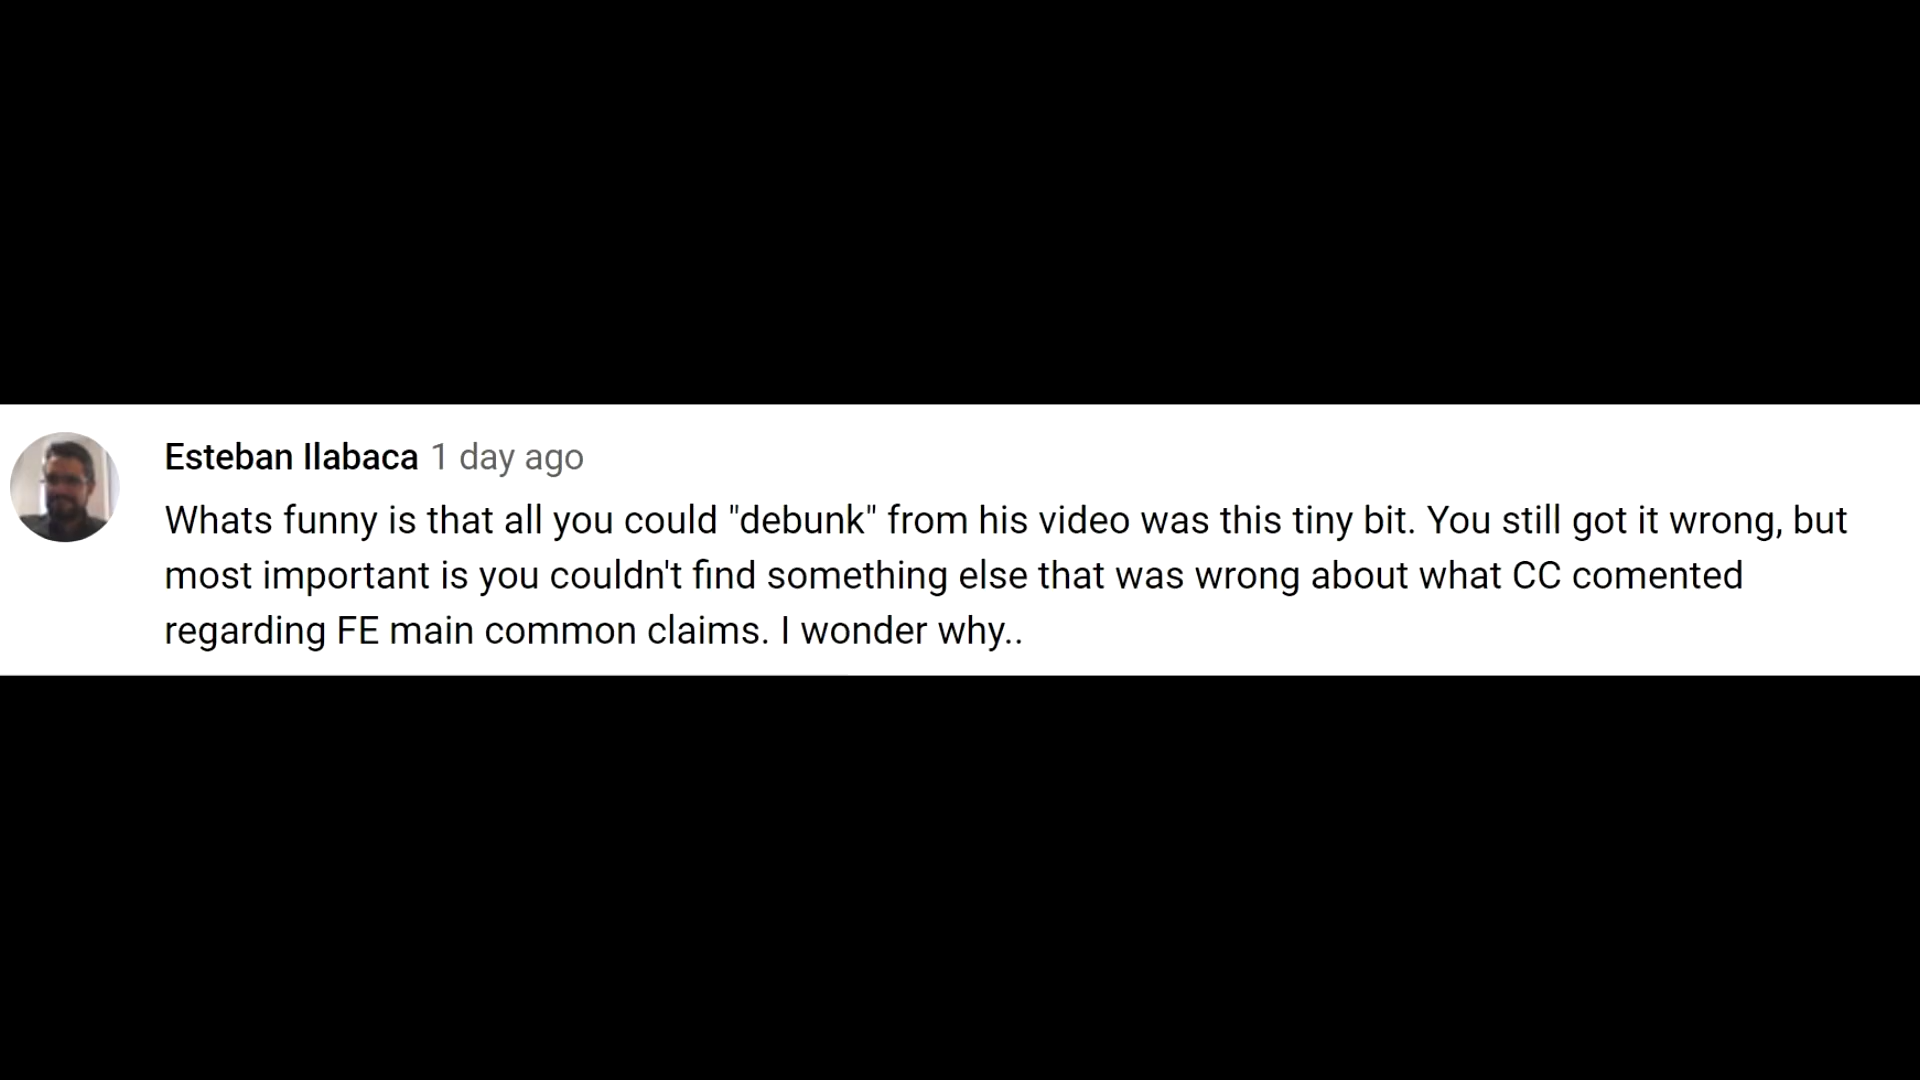 Esteban Ilabaca 1 day ago
Whats funny is that all you could "debunk" from his video was this tiny bit. You still got it wrong, but
most important is you couldn't find something else that was wrong about what CC comented
regarding FE main common claims. I wonder why..